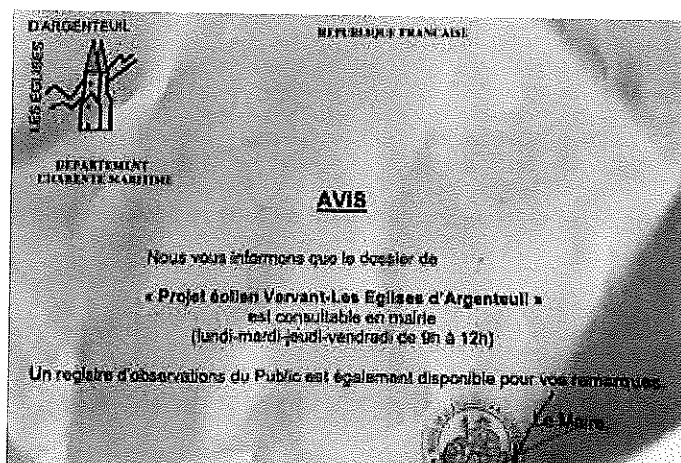 D'ARGENTEUIL
LES EGLISES
REPUBLIQUE FRANCAISE
DEPARTEMENT
CHARENTE MARITIME
AVIS
Nous vous informons que le dossier de
« Projet éolien Vervant-Les Eglises d'Argenteuil »
est consultable en mairie
(lundi-mardi-jeudi-vendredi de 9h à 12h)
Un registre d'observations du Public est également disponible pour vos remarques.
Le Maire,